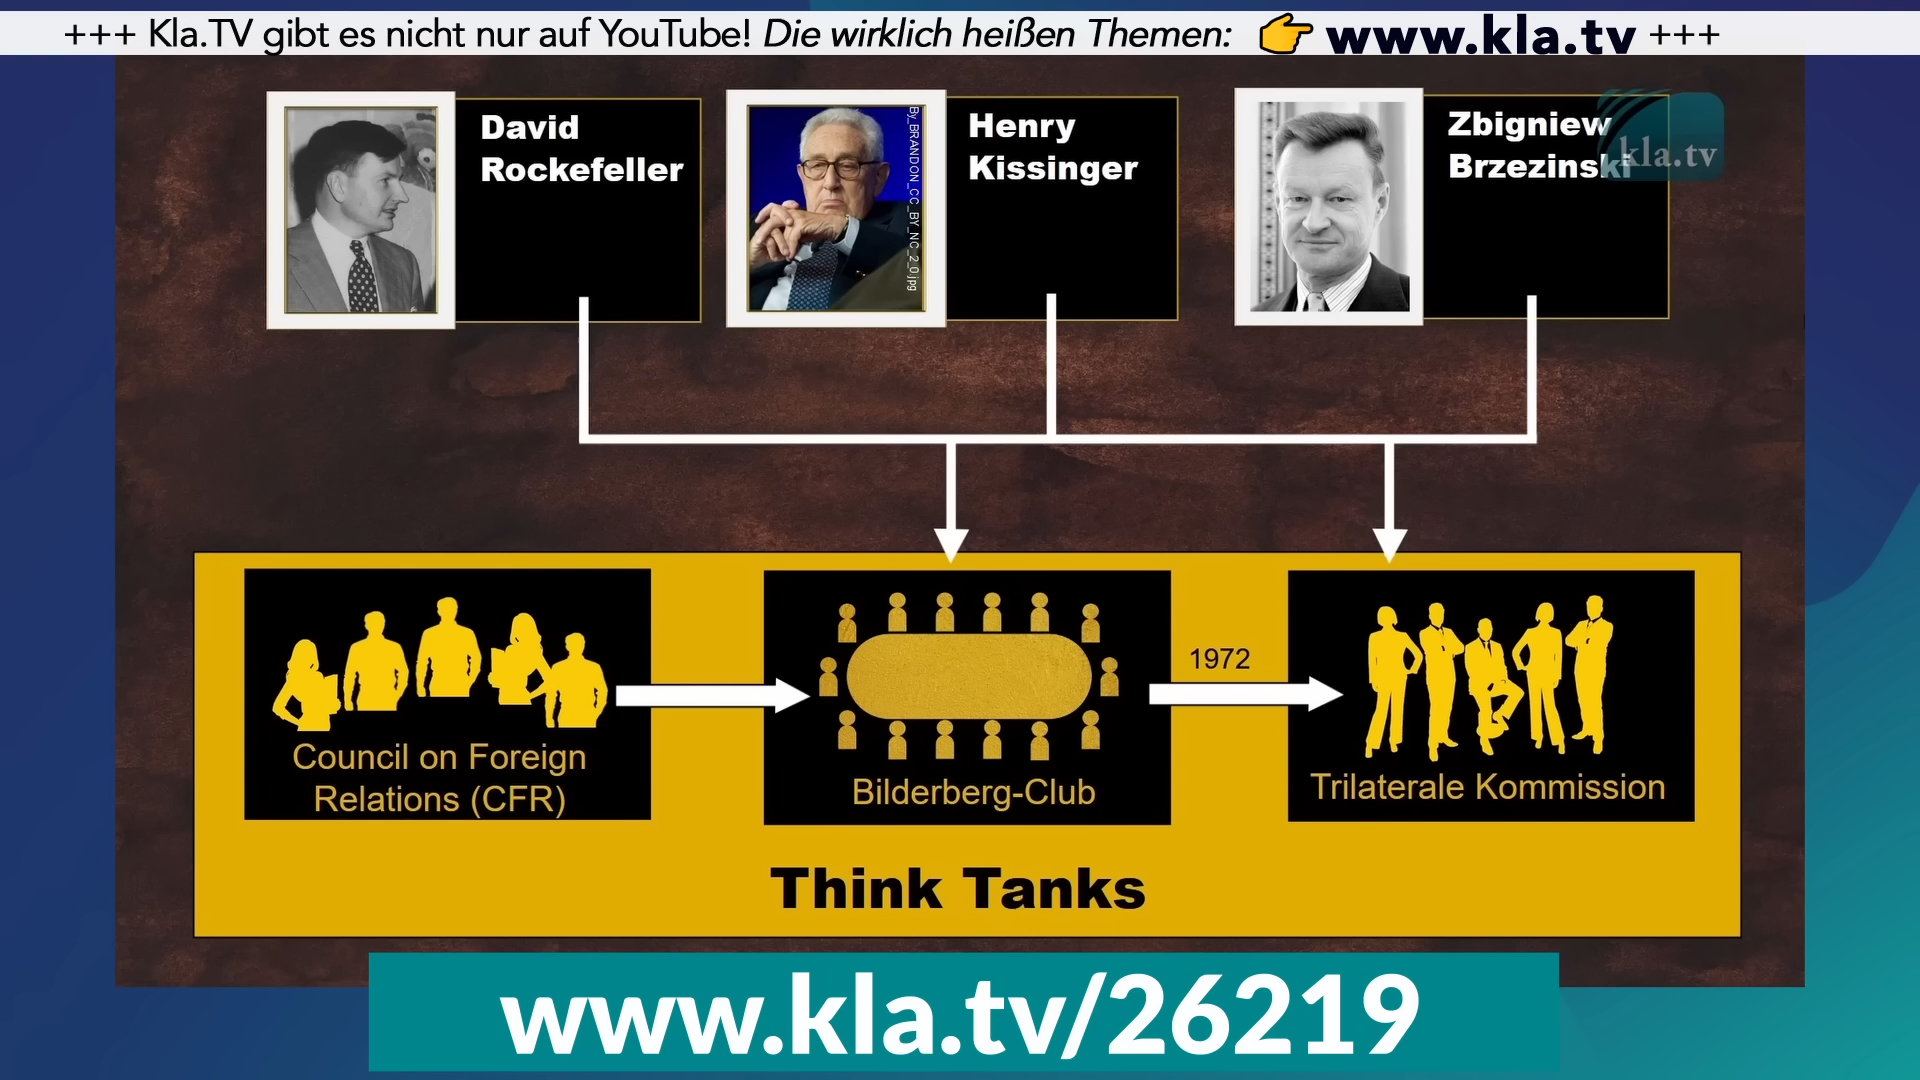 +++ Kla.TV gibt es nicht nur auf YouTube! Die wirklich heißen Themen: 👉 www.kla.tv +++
David
Rockefeller
By_BRANDON_CC_BY_NC_2_0.jpg
Henry
Kissinger
Zbigniew
Brzezinski
kla.tv
1972
Council on Foreign
Relations (CFR)
Bilderberg-Club
Trilaterale Kommission
Think Tanks
www.kla.tv/26219